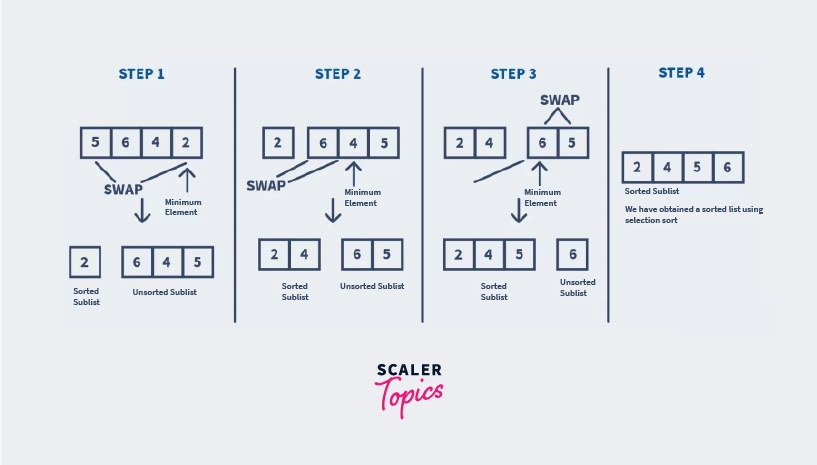 STEP 1
5 6 4 2
SWAP
Minimum
Element
2 6 4 5
Sorted
Sublist
Unsorted Sublist
STEP 2
2 6 4 5
SWAP
Minimum
Element
2 4 6 5
Sorted
Sublist
Unsorted Sublist
STEP 3
SWAP
2 4 6 5
Minimum
Element
2 4 5 6
Sorted
Sublist
Unsorted
Sublist
STEP 4
2 4 5 6
Sorted Sublist
We have obtained a sorted list using
selection sort
SCALER
Topics